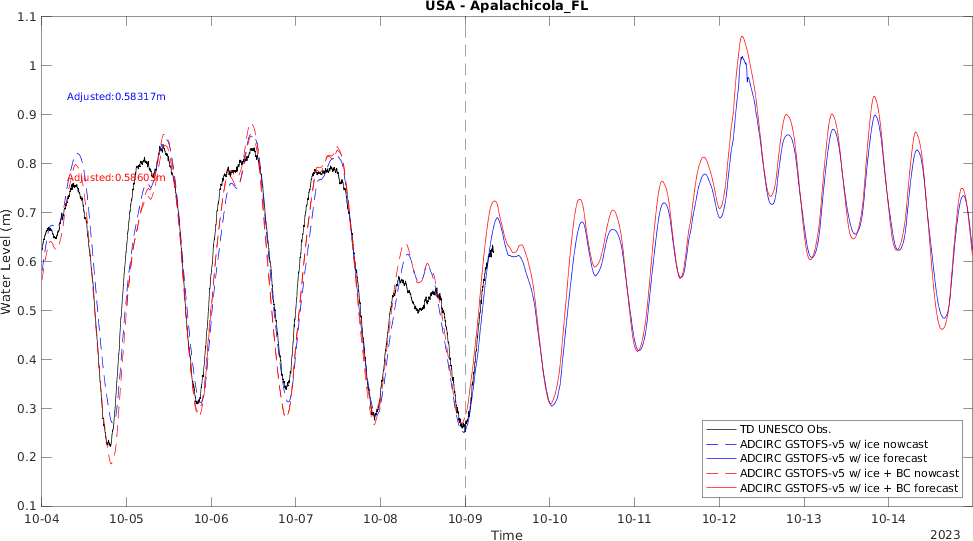 USA - Apalachicola_FL
1.1
1
0.9
0.8
0.7
0.6
0.5
0.4
0.3
0.2
0.1
Water Level (m)
Adjusted:0.58317m
TD UNESCO Obs.
ADCIRC GSTOFS-v5 w/ ice nowcast
ADCIRC GSTOFS-v5 w/ ice forecast
ADCIRC GSTOFS-v5 w/ ice + BC nowcast
ADCIRC GSTOFS-v5 w/ ice + BC forecast
10-04 10-05 10-06 10-07 10-08 10-09 10-10 10-11 10-12 10-13 10-14
Time
2023